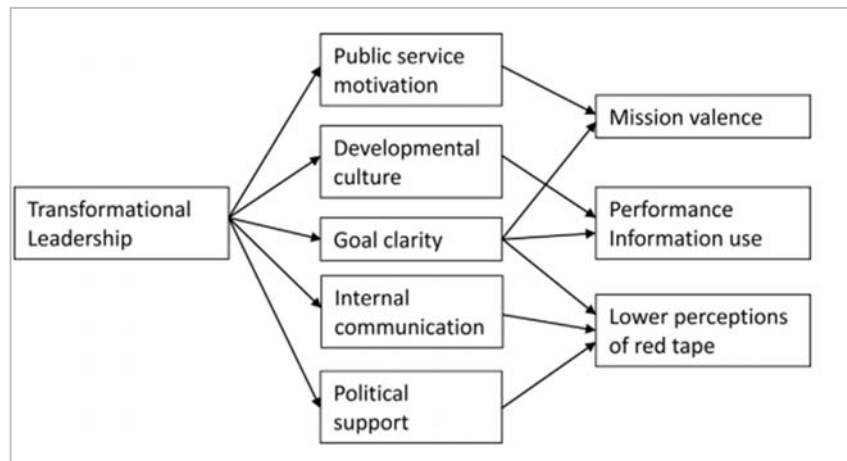 Transformational
Leadership
Public service
motivation
Developmental
culture
Goal clarity
Internal
communication
Political
support
Mission valence
Performance
Information use
Lower perceptions
of red tape